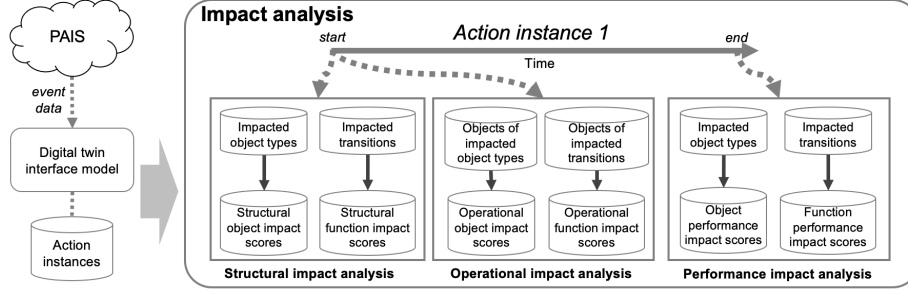 PAIS
event
data
Digital twin
interface model
Action
instances
Impact analysis
start
Action instance 1
end
Time
Impacted
object types
Impacted
transitions
Structural
object impact
scores
Structural
function impact
scores
Structural impact analysis
Objects of
impacted
object types
Objects of
impacted
transitions
Operational
object impact
scores
Operational
function impact
scores
Operational impact analysis
Impacted
object types
Impacted
transitions
Object
performance
impact scores
Function
performance
impact scores
Performance impact analysis